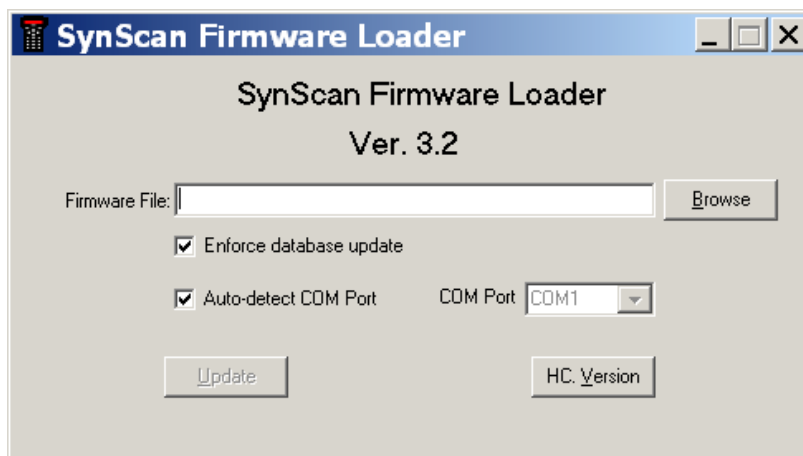 SynScan Firmware Loader
SynScan Firmware Loader
Ver. 3.2
Firmware File:
Browse
Enforce database update
Auto-detect COM Port COM Port COM1
Update HC. Version